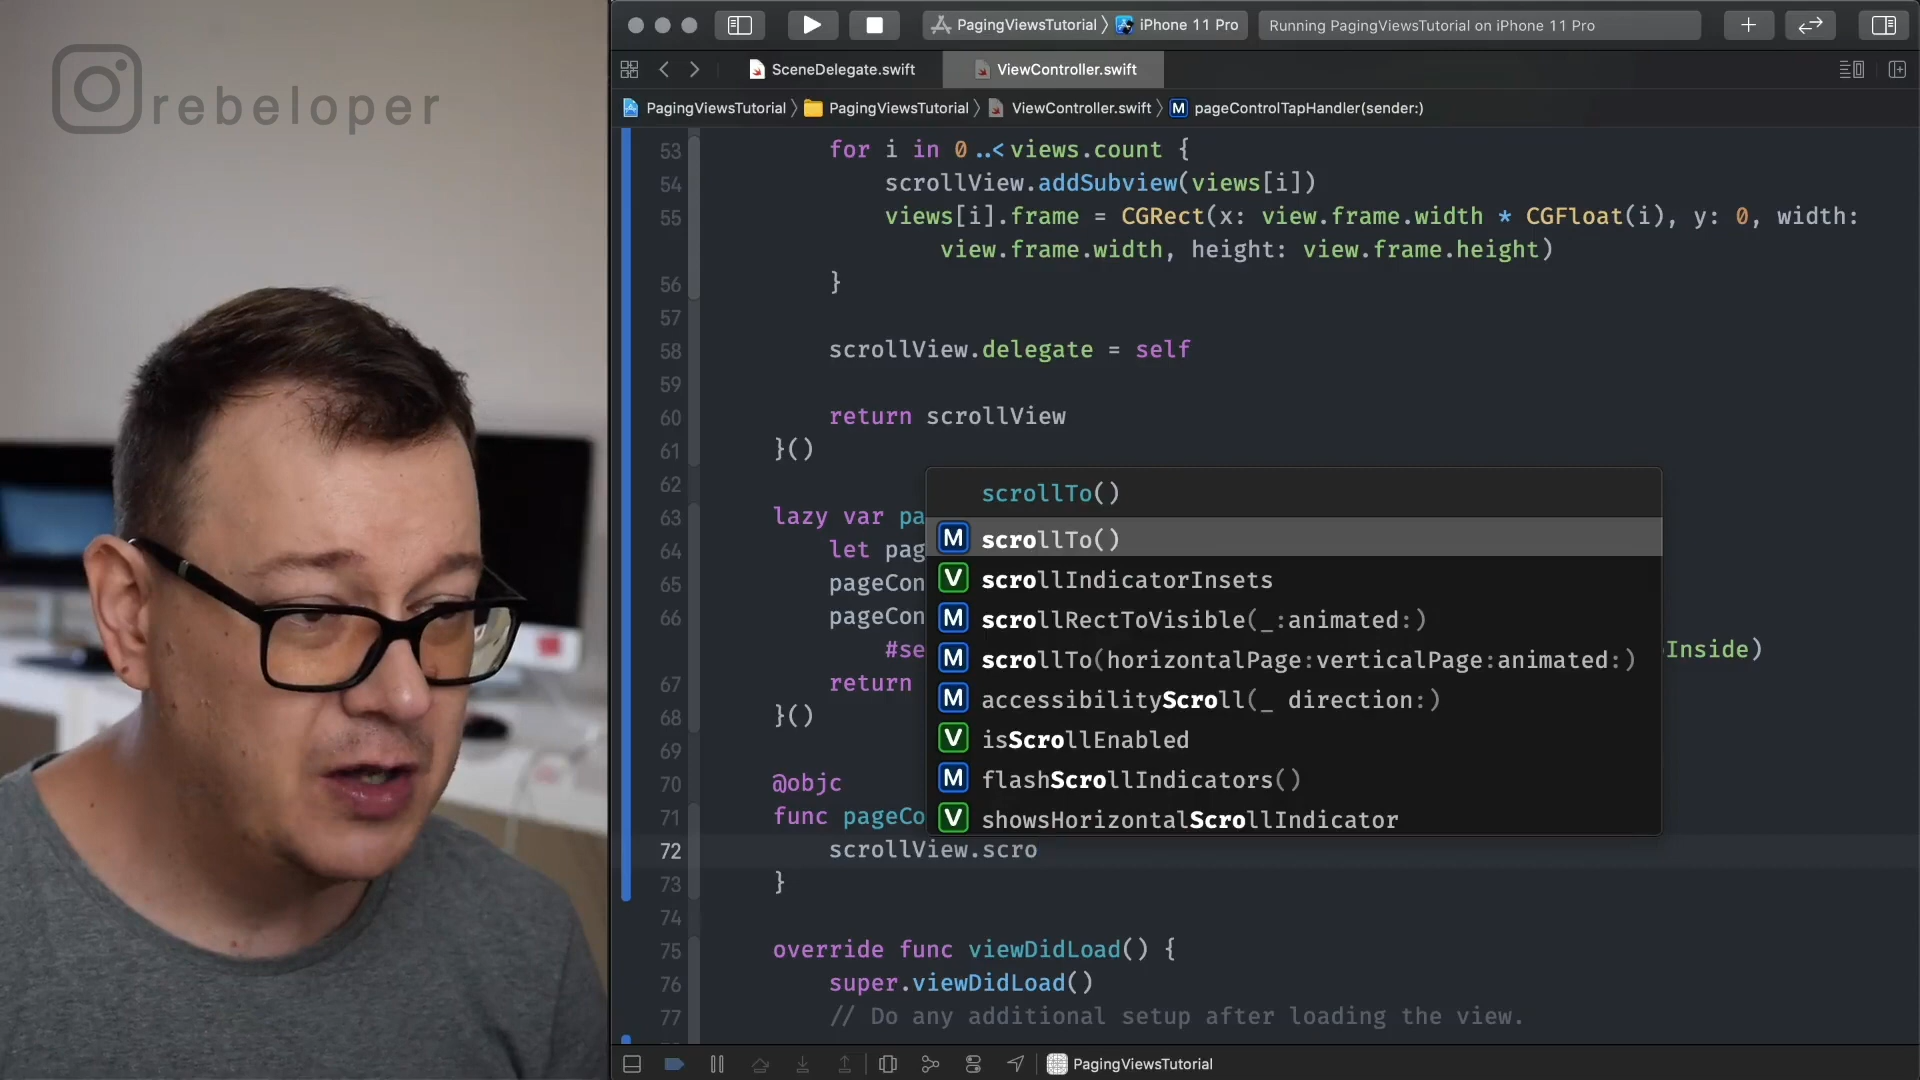 rebeloper
PagingViewsTutorial 〉 iPhone 11 Pro
Running PagingViewsTutorial on iPhone 11 Pro
SceneDelegate.swift
ViewController.swift
PagingViewsTutorial 〉 PagingViewsTutorial 〉 ViewController.swift 〉 M pageControlTapHandler(sender:)
53 for i in 0..<views.count {
54 scrollView.addSubview(views[i])
55 views[i].frame = CGRect(x: view.frame.width * CGFloat(i), y: 0, width:
view.frame.width, height: view.frame.height)
56 }
57
58 scrollView.delegate = self
59
60 return scrollView
61 }()
62
63 lazy var pa
64 let pag
65 pageCon
66 pageCon
#se Inside)
67 return
68 }()
69
70 @objc
71 func pageCo
72 scrollView.scro
73 }
74
75 override func viewDidLoad() {
76 super.viewDidLoad()
77 // Do any additional setup after loading the view.
scrollTo()
M scrollTo()
V scrollIndicatorInsets
M scrollRectToVisible(_:animated:)
M scrollTo(horizontalPage:verticalPage:animated:)
M accessibilityScroll(_ direction:)
V isScrollEnabled
M flashScrollIndicators()
V showsHorizontalScrollIndicator
PagingViewsTutorial